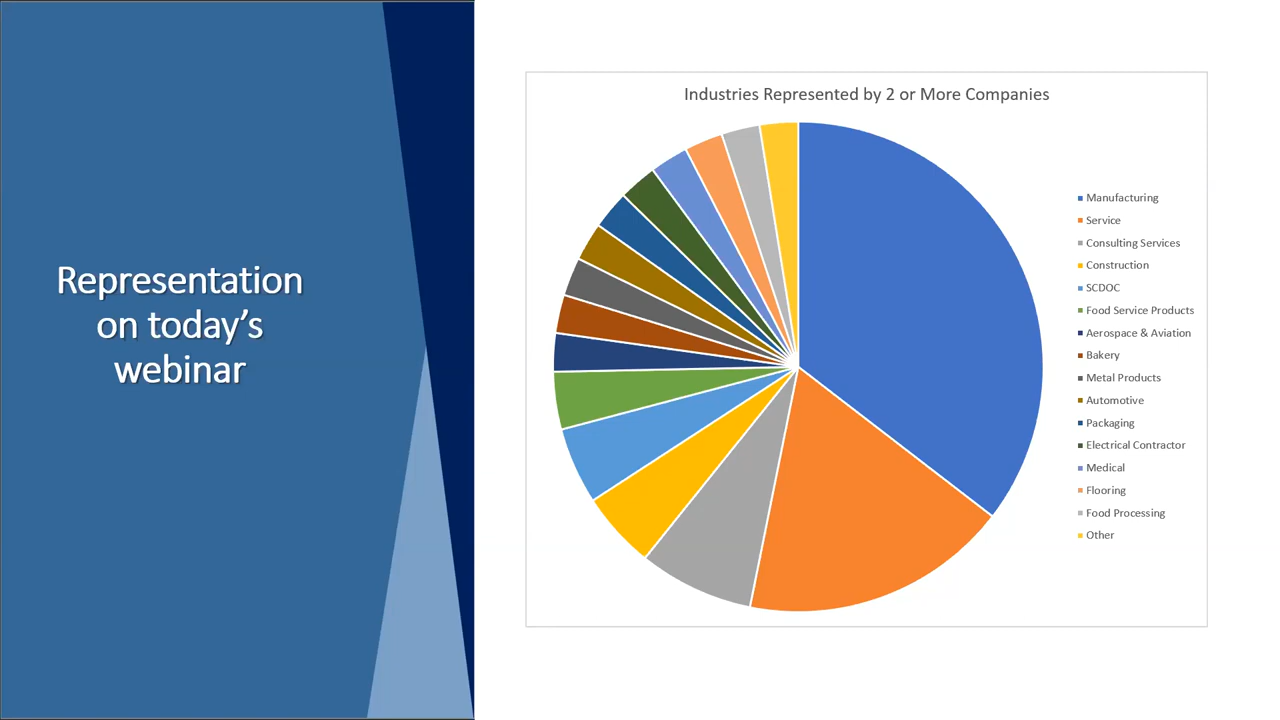 Representation
on today's
webinar
Industries Represented by 2 or More Companies
Manufacturing
Service
Consulting Services
Construction
SCDOC
Food Service Products
Aerospace & Aviation
Bakery
Metal Products
Automotive
Packaging
Electrical Contractor
Medical
Flooring
Food Processing
Other